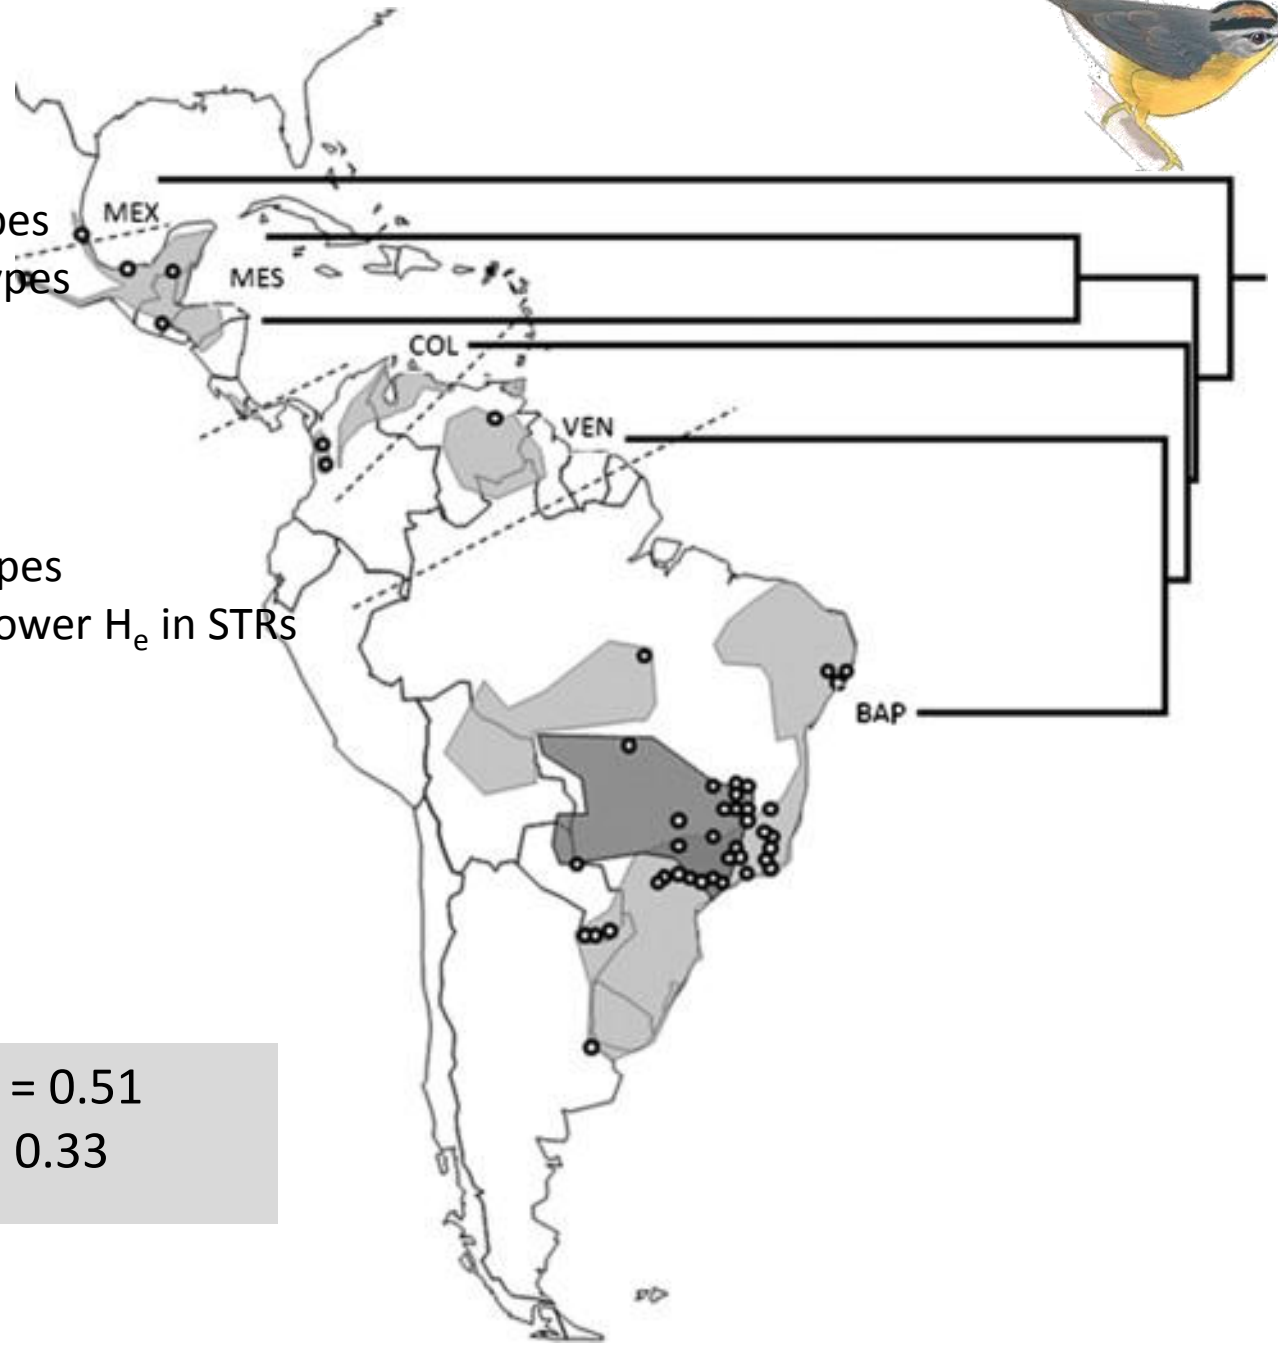 MEX
pes
ypes
MES
COL
VEN
pes
ower He in STRs
BAP
= 0.51
0.33